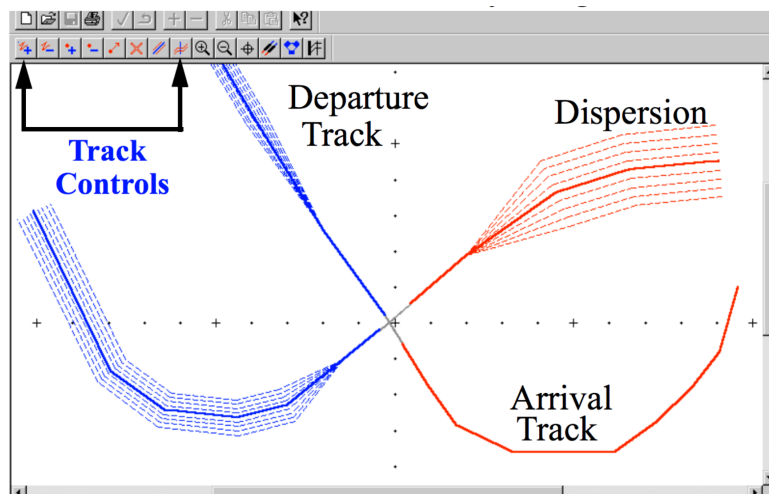 Departure
Track
Dispersion
Track
Controls
Arrival
Track